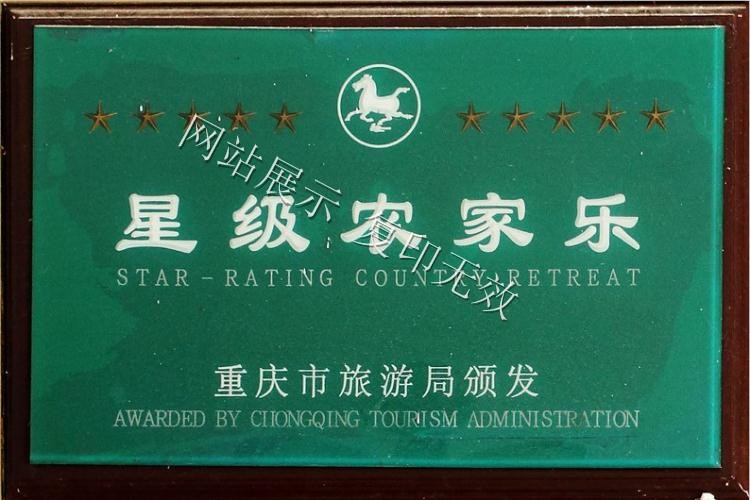 星级农家乐
STAR-RATING COUNTY RETREAT
重庆市旅游局颁发
AWARDED BY CHONGQING TOURISM ADMINISTRATION
网站展示 复印无效